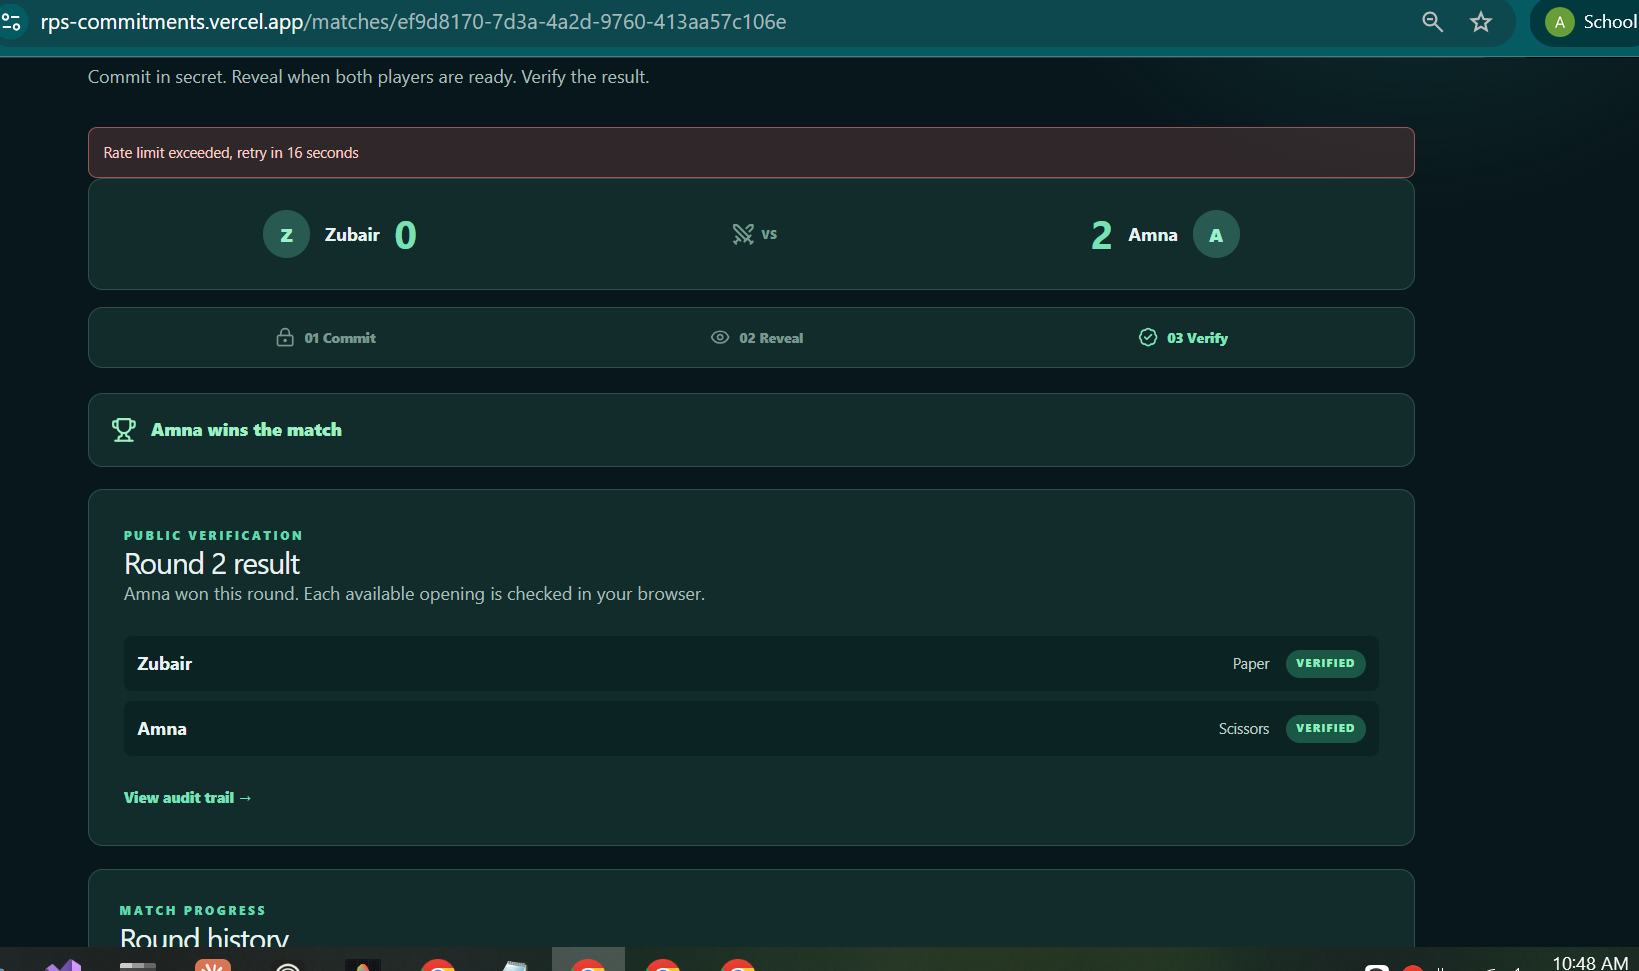 rps-commitments.vercel.app/matches/ef9d8170-7d3a-4a2d-9760-413aa57c106e
A School
Commit in secret. Reveal when both players are ready. Verify the result.
Rate limit exceeded, retry in 16 seconds
Z Zubair 0 vs 2 Amna A
01 Commit 02 Reveal 03 Verify
Amna wins the match
PUBLIC VERIFICATION
Round 2 result
Amna won this round. Each available opening is checked in your browser.
Zubair Paper VERIFIED
Amna Scissors VERIFIED
View audit trail →
MATCH PROGRESS
Round history
10:48 AM